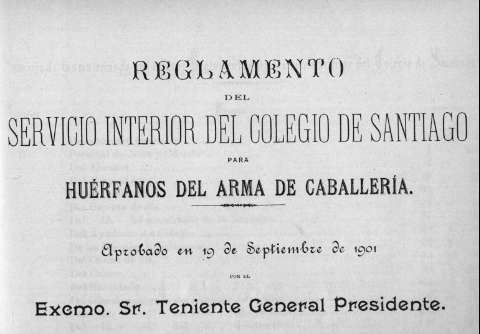 REGLAMENTO
DEL
SERVICIO INTERIOR DEL COLEGIO DE SANTIAGO
PARA
HUÉRFANOS DEL ARMA DE CABALLERÍA.
Aprobado en 19 de Septiembre de 1901
POR EL
Excmo. Sr. Teniente General Presidente.